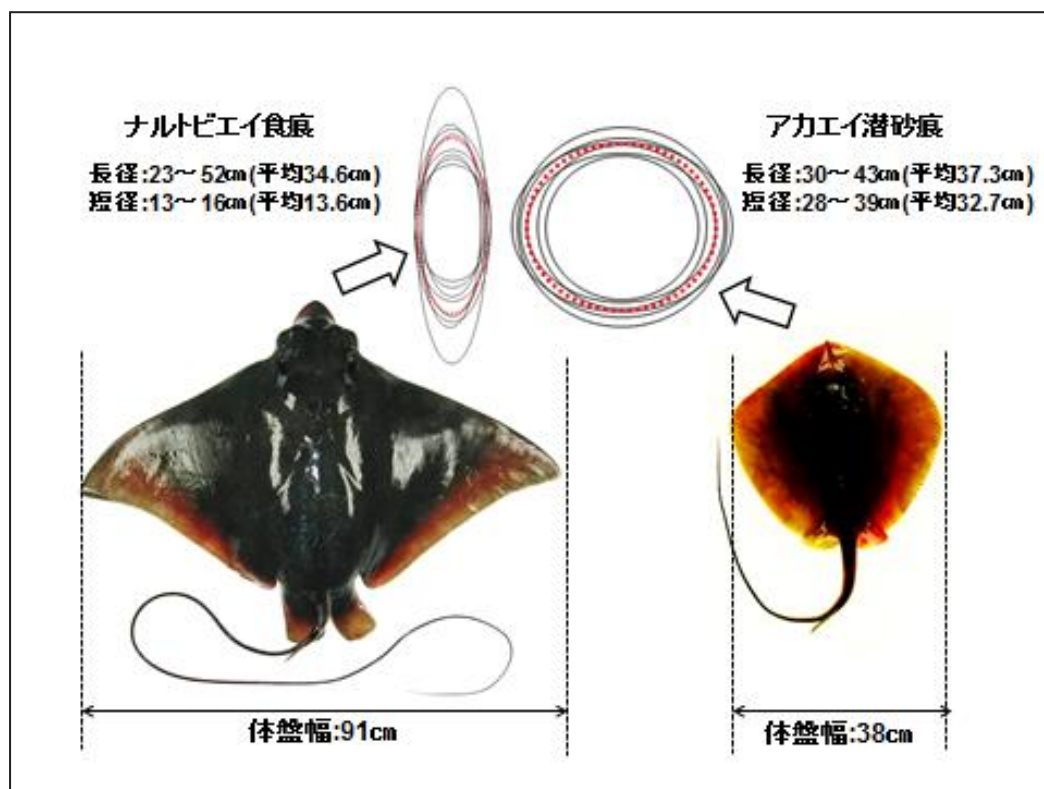 ナルトビエイ食痕
長径:23~52㎝(平均34.6㎝)
短径:13~16㎝(平均13.6㎝)
アカエイ潜砂痕
長径:30~43㎝(平均37.3㎝)
短径:28~39㎝(平均32.7㎝)
体盤幅:91㎝
体盤幅:38㎝